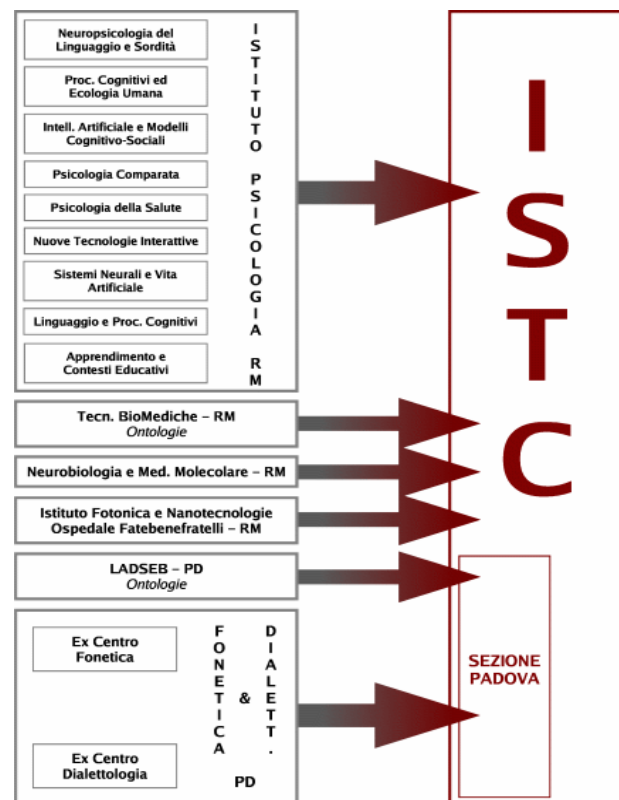 Neuropsicologia del
Linguaggio e Sordità
Proc. Cognitivi ed
Ecologia Umana
Intell. Artificiale e Modelli
Cognitivo-Sociali
Psicologia Comparata
Psicologia della Salute
Nuove Tecnologie Interattive
Sistemi Neurali e Vita
Artificiale
Linguaggio e Proc. Cognitivi
Apprendimento e
Contesti Educativi
ISTITUTO PSICOLOGIA RM
Tecn. BioMediche – RM
Ontologie
Neurobiologia e Med. Molecolare – RM
Istituto Fotonica e Nanotecnologie
Ospedale Fatebenefratelli – RM
LADSEB – PD
Ontologie
Ex Centro
Fonetica
Ex Centro
Dialettologia
FONETICA
&
DIALETT.
PD
ISTC
SEZIONE
PADOVA